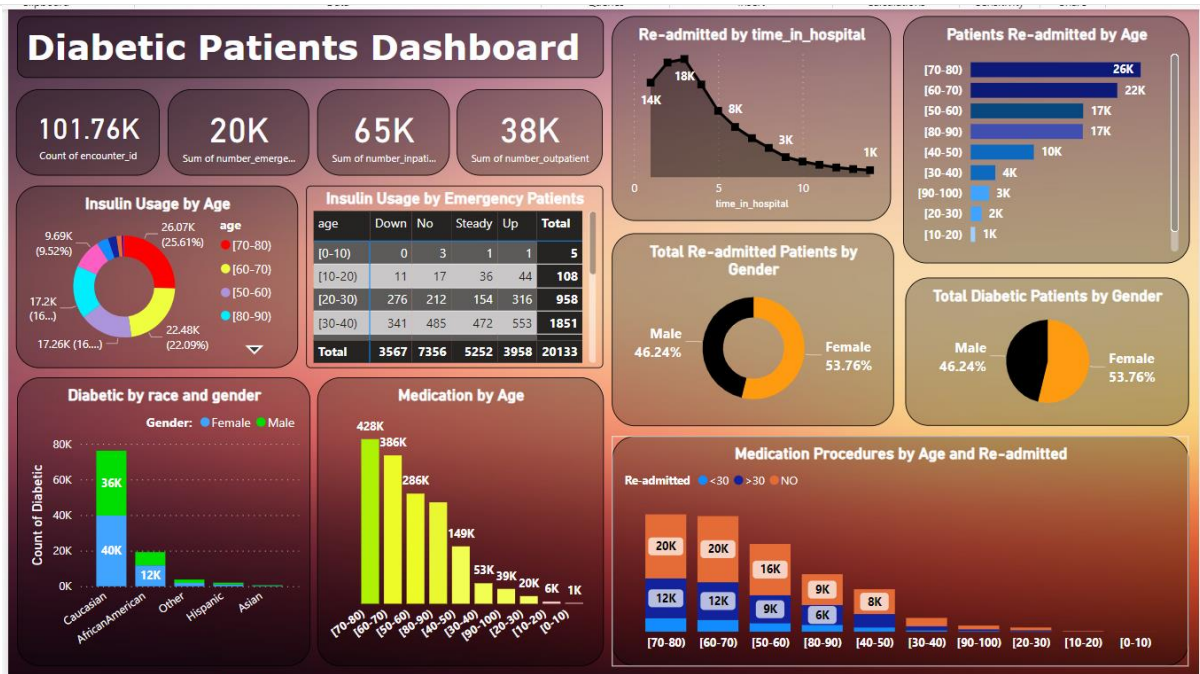 Diabetic Patients Dashboard
101.76K
Count of encounter_id
20K
Sum of number_emerge...
65K
Sum of number_inpati...
38K
Sum of number_outpatient
Re-admitted by time_in_hospital
14K
18K
8K
3K
1K
0
5
10
time_in_hospital
Patients Re-admitted by Age
[70-80) 26K
[60-70) 22K
[50-60) 17K
[80-90) 17K
[40-50) 10K
[30-40) 4K
[90-100) 3K
[20-30) 2K
[10-20) 1K
Insulin Usage by Age
26.07K
(25.61%)
22.48K
(22.09%)
17.26K (16....)
17.2K
(16...)
9.69K
(9.52%)
age
[70-80)
[60-70)
[50-60)
[80-90)
Insulin Usage by Emergency Patients
age Down No Steady Up Total
[0-10) 0 3 1 1 5
[10-20) 11 17 36 44 108
[20-30) 276 212 154 316 958
[30-40) 341 485 472 553 1851
Total 3567 7356 5252 3958 20133
Total Re-admitted Patients by
Gender
Male
46.24%
Female
53.76%
Total Diabetic Patients by Gender
Male
46.24%
Female
53.76%
Diabetic by race and gender
Gender: Female Male
Count of Diabetic
80K
60K
40K
20K
0K
36K
40K
12K
Caucasian
AfricanAmerican
Other
Hispanic
Asian
Medication by Age
428K
386K
286K
149K
53K
39K
20K
6K
1K
[70-80)
[60-70)
[50-60)
[80-90)
[40-50)
[30-40)
[90-100)
[20-30)
[10-20)
[0-10)
Medication Procedures by Age and Re-admitted
Re-admitted <30 >30 NO
20K 20K 16K 9K 8K
12K 12K 9K 6K
[70-80) [60-70) [50-60) [80-90) [40-50) [30-40) [90-100) [20-30) [10-20) [0-10)